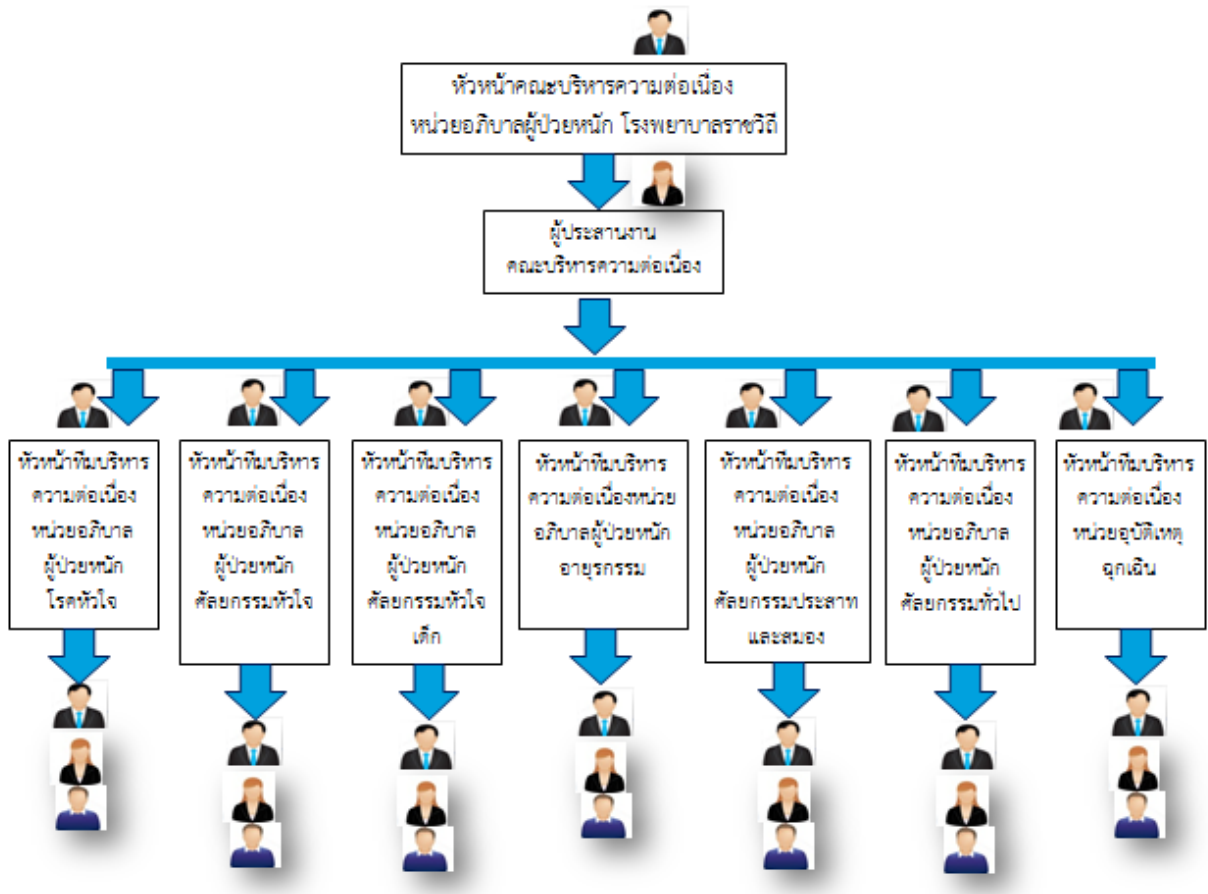 หัวหน้าคณะบริหารความต่อเนื่อง
หน่วยอภิบาลผู้ป่วยหนัก โรงพยาบาลราชวิถี
ผู้ประสานงาน
คณะบริหารความต่อเนื่อง
หัวหน้าทีมบริหาร
ความต่อเนื่อง
หน่วยอภิบาล
ผู้ป่วยหนัก
โรคหัวใจ
หัวหน้าทีมบริหาร
ความต่อเนื่อง
หน่วยอภิบาล
ผู้ป่วยหนัก
ศัลยกรรมหัวใจ
หัวหน้าทีมบริหาร
ความต่อเนื่อง
หน่วยอภิบาล
ผู้ป่วยหนัก
ศัลยกรรมหัวใจ
เด็ก
หัวหน้าทีมบริหาร
ความต่อเนื่องหน่วย
อภิบาลผู้ป่วยหนัก
อายุรกรรม
หัวหน้าทีมบริหาร
ความต่อเนื่อง
หน่วยอภิบาล
ผู้ป่วยหนัก
ศัลยกรรมประสาท
และสมอง
หัวหน้าทีมบริหาร
ความต่อเนื่อง
หน่วยอภิบาล
ผู้ป่วยหนัก
ศัลยกรรมทั่วไป
หัวหน้าทีมบริหาร
ความต่อเนื่อง
หน่วยอุบัติเหตุ
ฉุกเฉิน